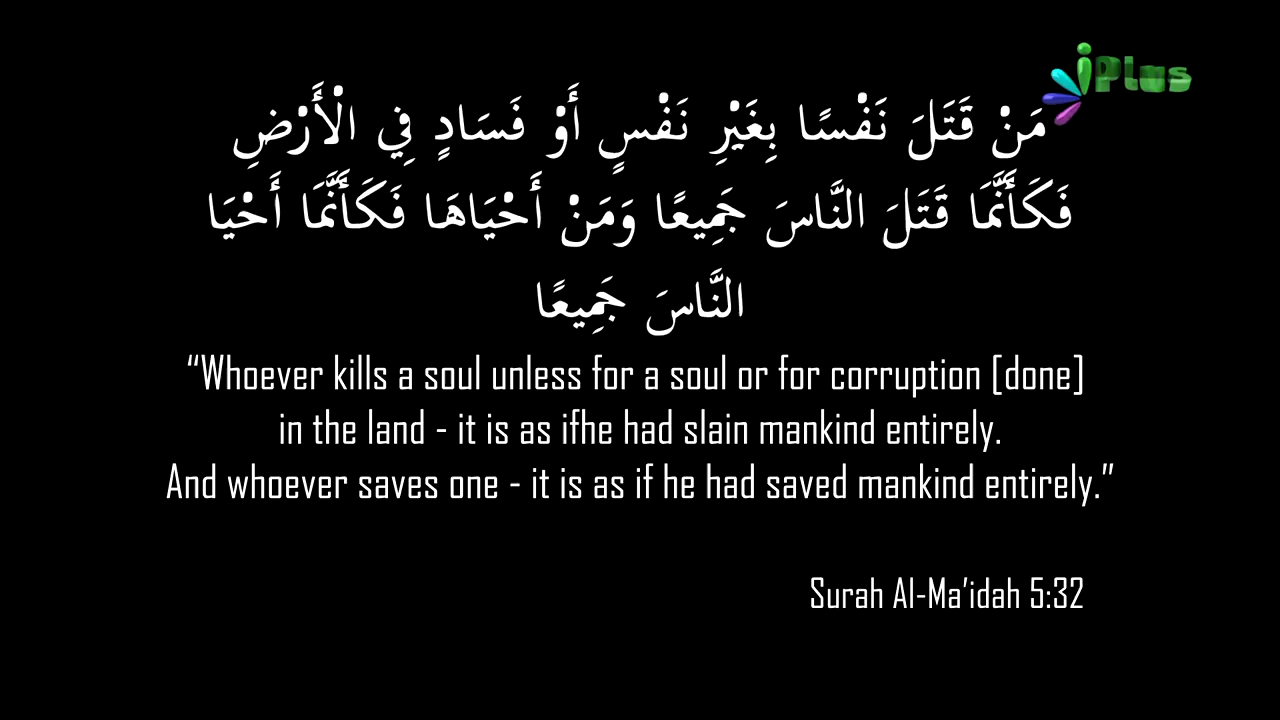 iPlus
مَنْ قَتَلَ نَفْسًا بِغَيْرِ نَفْسٍ أَوْ فَسَادٍ فِي الْأَرْضِ
فَكَأَنَّمَا قَتَلَ النَّاسَ جَمِيعًا وَمَنْ أَحْيَاهَا فَكَأَنَّمَا أَحْيَا
النَّاسَ جَمِيعًا
“Whoever kills a soul unless for a soul or for corruption [done]
in the land - it is as ifhe had slain mankind entirely.
And whoever saves one - it is as if he had saved mankind entirely.”
Surah Al-Ma’idah 5:32